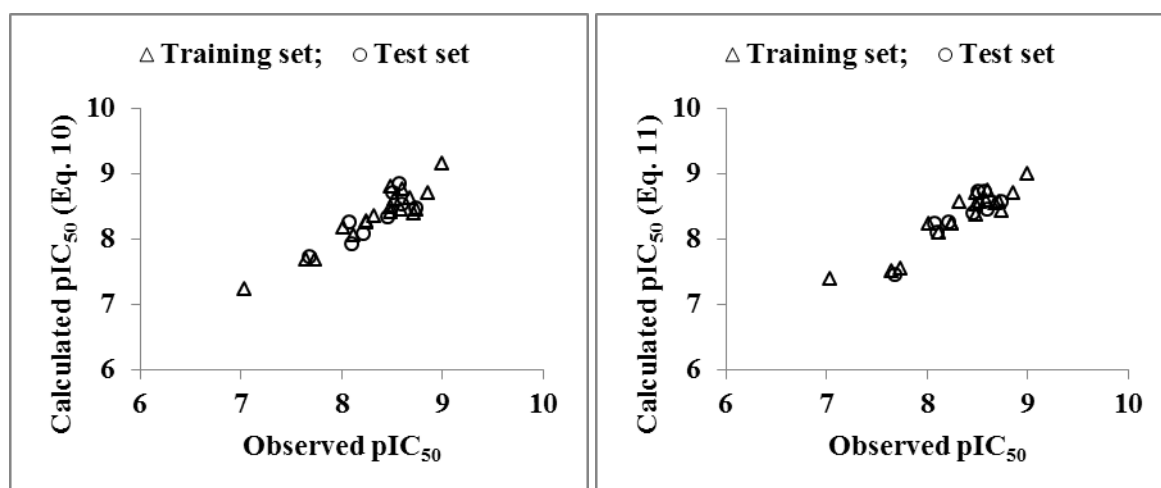 △ Training set; ○ Test set
Calculated pIC50 (Eq. 10)
10
9
8
7
6
6 7 8 9 10
Observed pIC50
△ Training set; ○ Test set
Calculated pIC50 (Eq. 11)
10
9
8
7
6
6 7 8 9 10
Observed pIC50